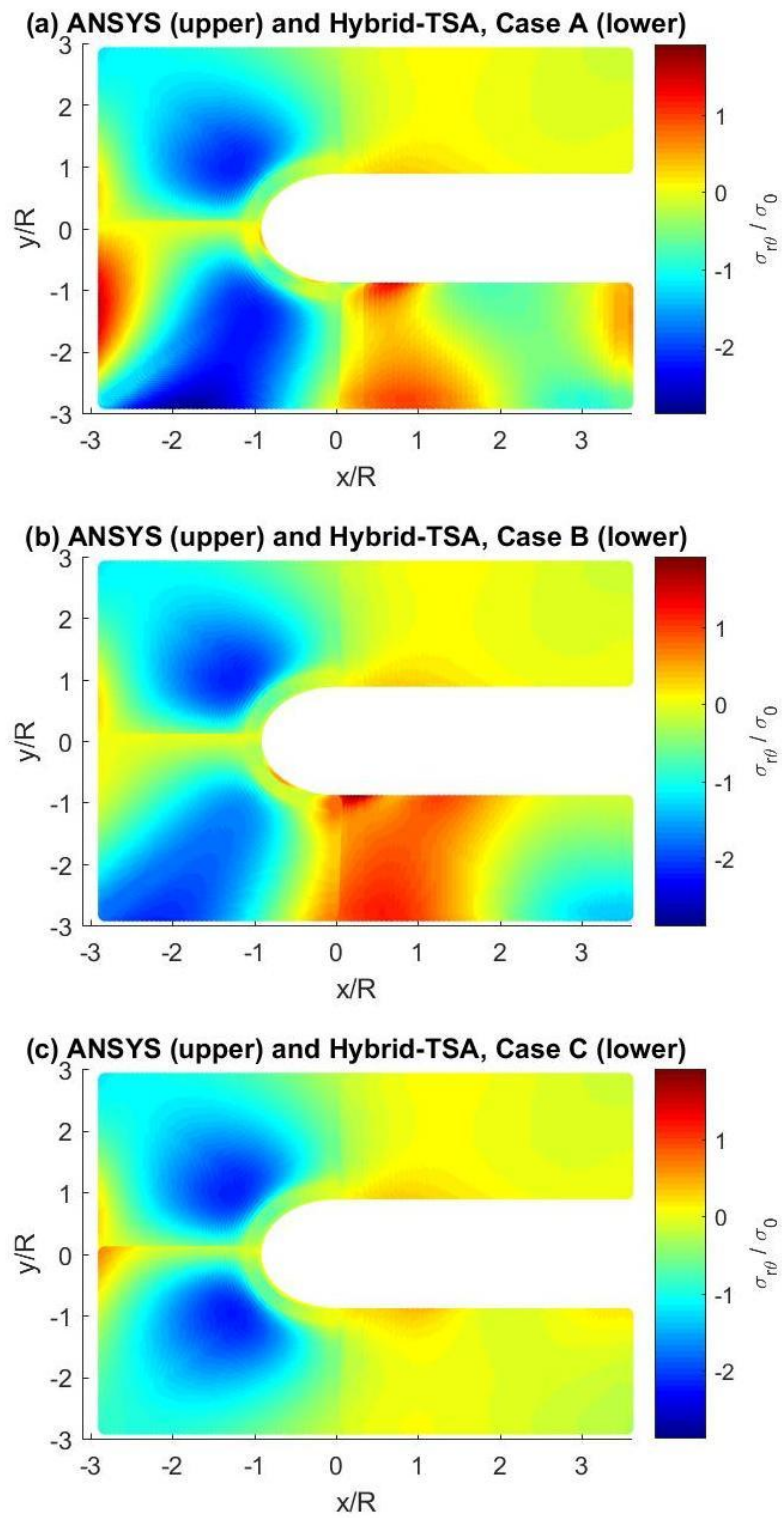 (a) ANSYS (upper) and Hybrid-TSA, Case A (lower)
3
2
1
0
-1
-2
-3
y/R
-3 -2 -1 0 1 2 3
x/R
1
0
-1
-2
σrθ / σ0
(b) ANSYS (upper) and Hybrid-TSA, Case B (lower)
3
2
1
0
-1
-2
-3
y/R
-3 -2 -1 0 1 2 3
x/R
1
0
-1
-2
σrθ / σ0
(c) ANSYS (upper) and Hybrid-TSA, Case C (lower)
3
2
1
0
-1
-2
-3
y/R
-3 -2 -1 0 1 2 3
x/R
1
0
-1
-2
σrθ / σ0